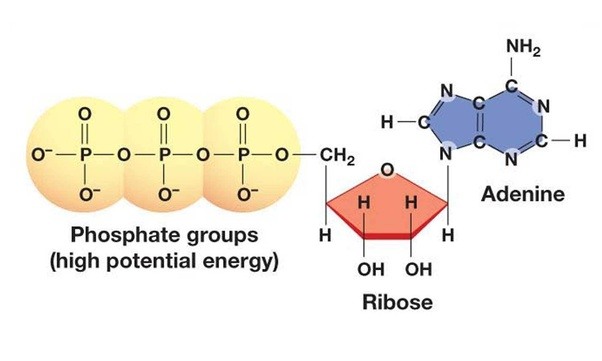 NH₂
C
N
N
C
H–C
C–H
C
N
N
Adenine
O
O
O
O⁻–P–O–P–O–P–O–CH₂
O⁻
O⁻
O⁻
O
H
H
H
H
OH
OH
Phosphate groups
(high potential energy)
Ribose